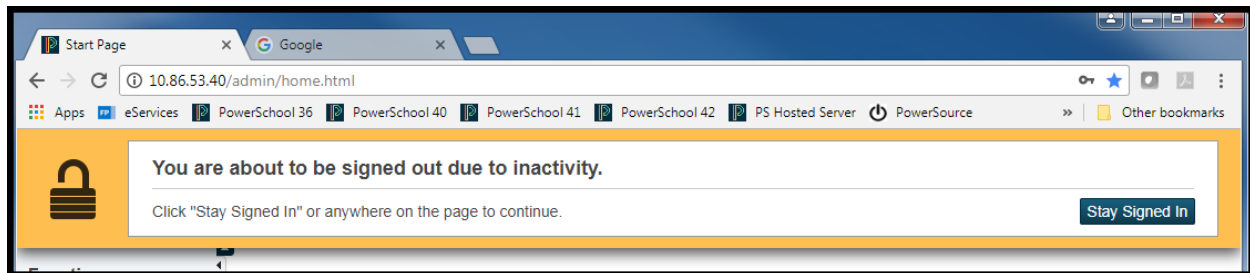 Start Page
Google
10.86.53.40/admin/home.html
Apps eServices PowerSchool 36 PowerSchool 40 PowerSchool 41 PowerSchool 42 PS Hosted Server PowerSource » Other bookmarks
You are about to be signed out due to inactivity.
Click "Stay Signed In" or anywhere on the page to continue.
Stay Signed In